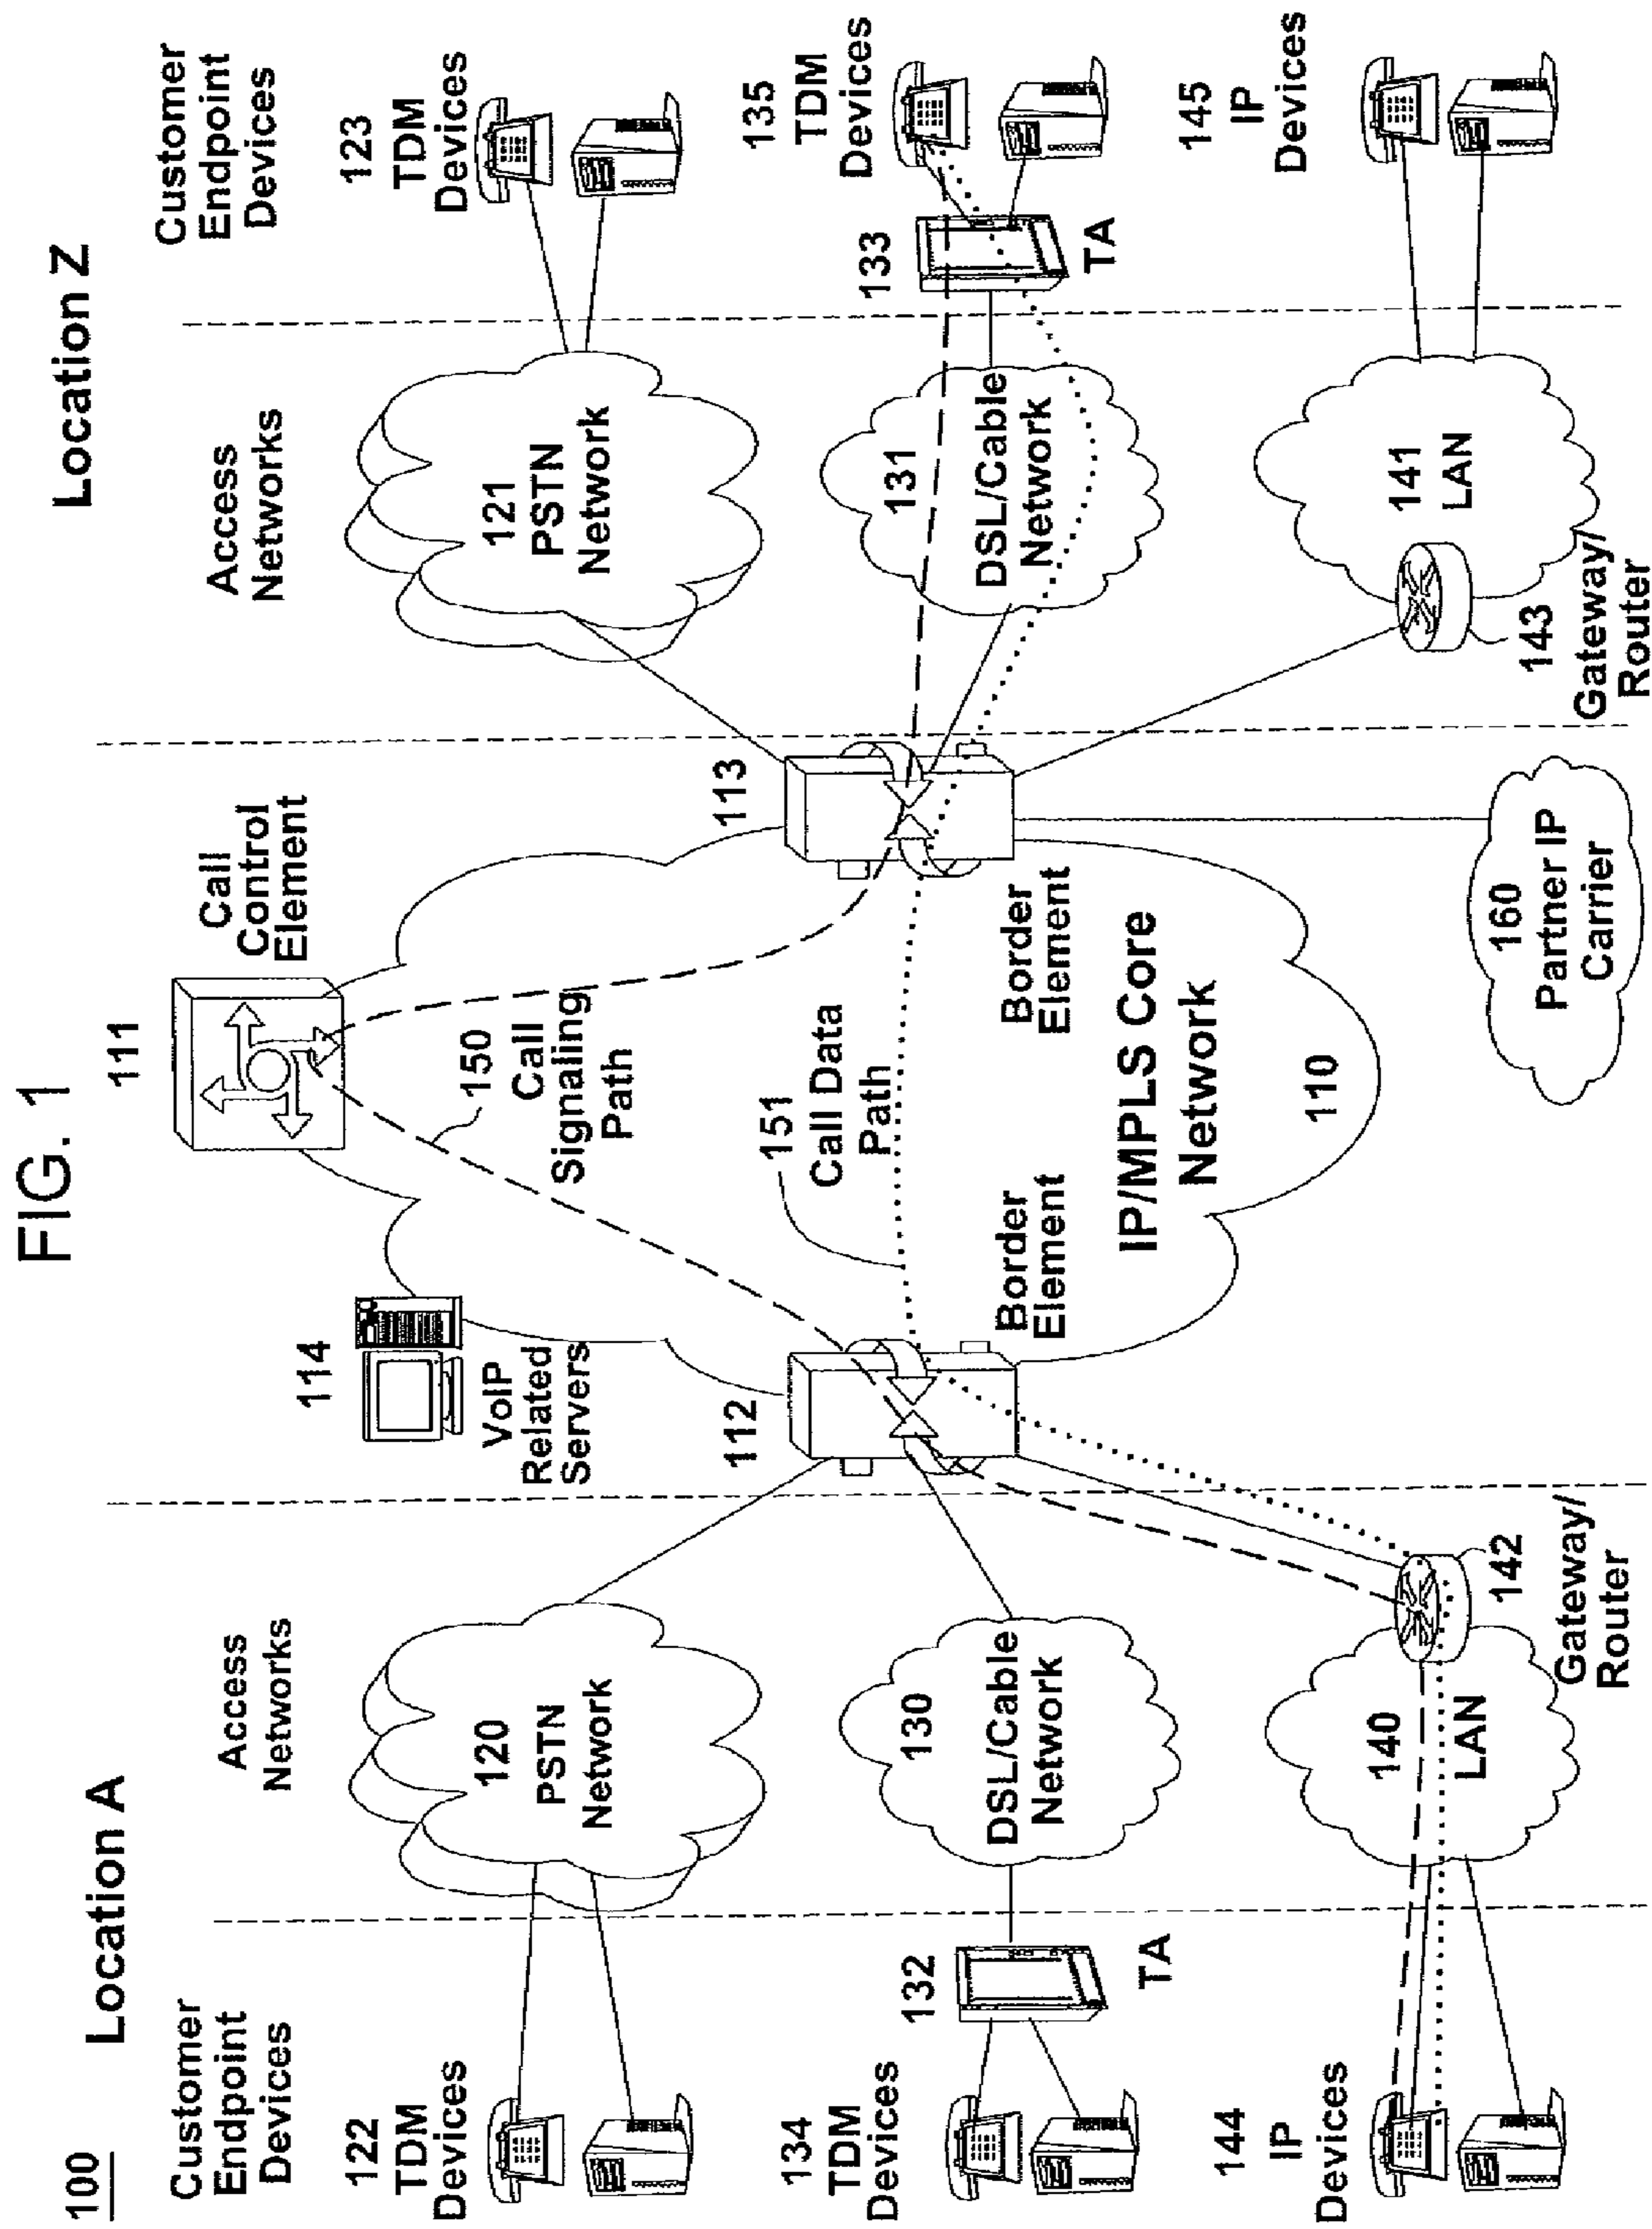 FIG. 1
100
Location A
Location Z
Customer
Endpoint
Devices
Access
Networks
114
VoIP
Related
Servers
111
Call
Control
Element
Access
Networks
Customer
Endpoint
Devices
122
TDM
Devices
120
PSTN
Network
112
150
Call
Signaling
Path
113
121
PSTN
Network
123
TDM
Devices
134
TDM
Devices
132
TA
130
DSL/Cable
Network
151
Call Data
Path
Border
Element
Border
Element
IP/MPLS Core
Network
110
131
DSL/Cable
Network
133
TA
135
TDM
Devices
144
IP
Devices
140
LAN
142
Gateway/
Router
160
Partner IP
Carrier
143
Gateway/
Router
141
LAN
145
IP
Devices